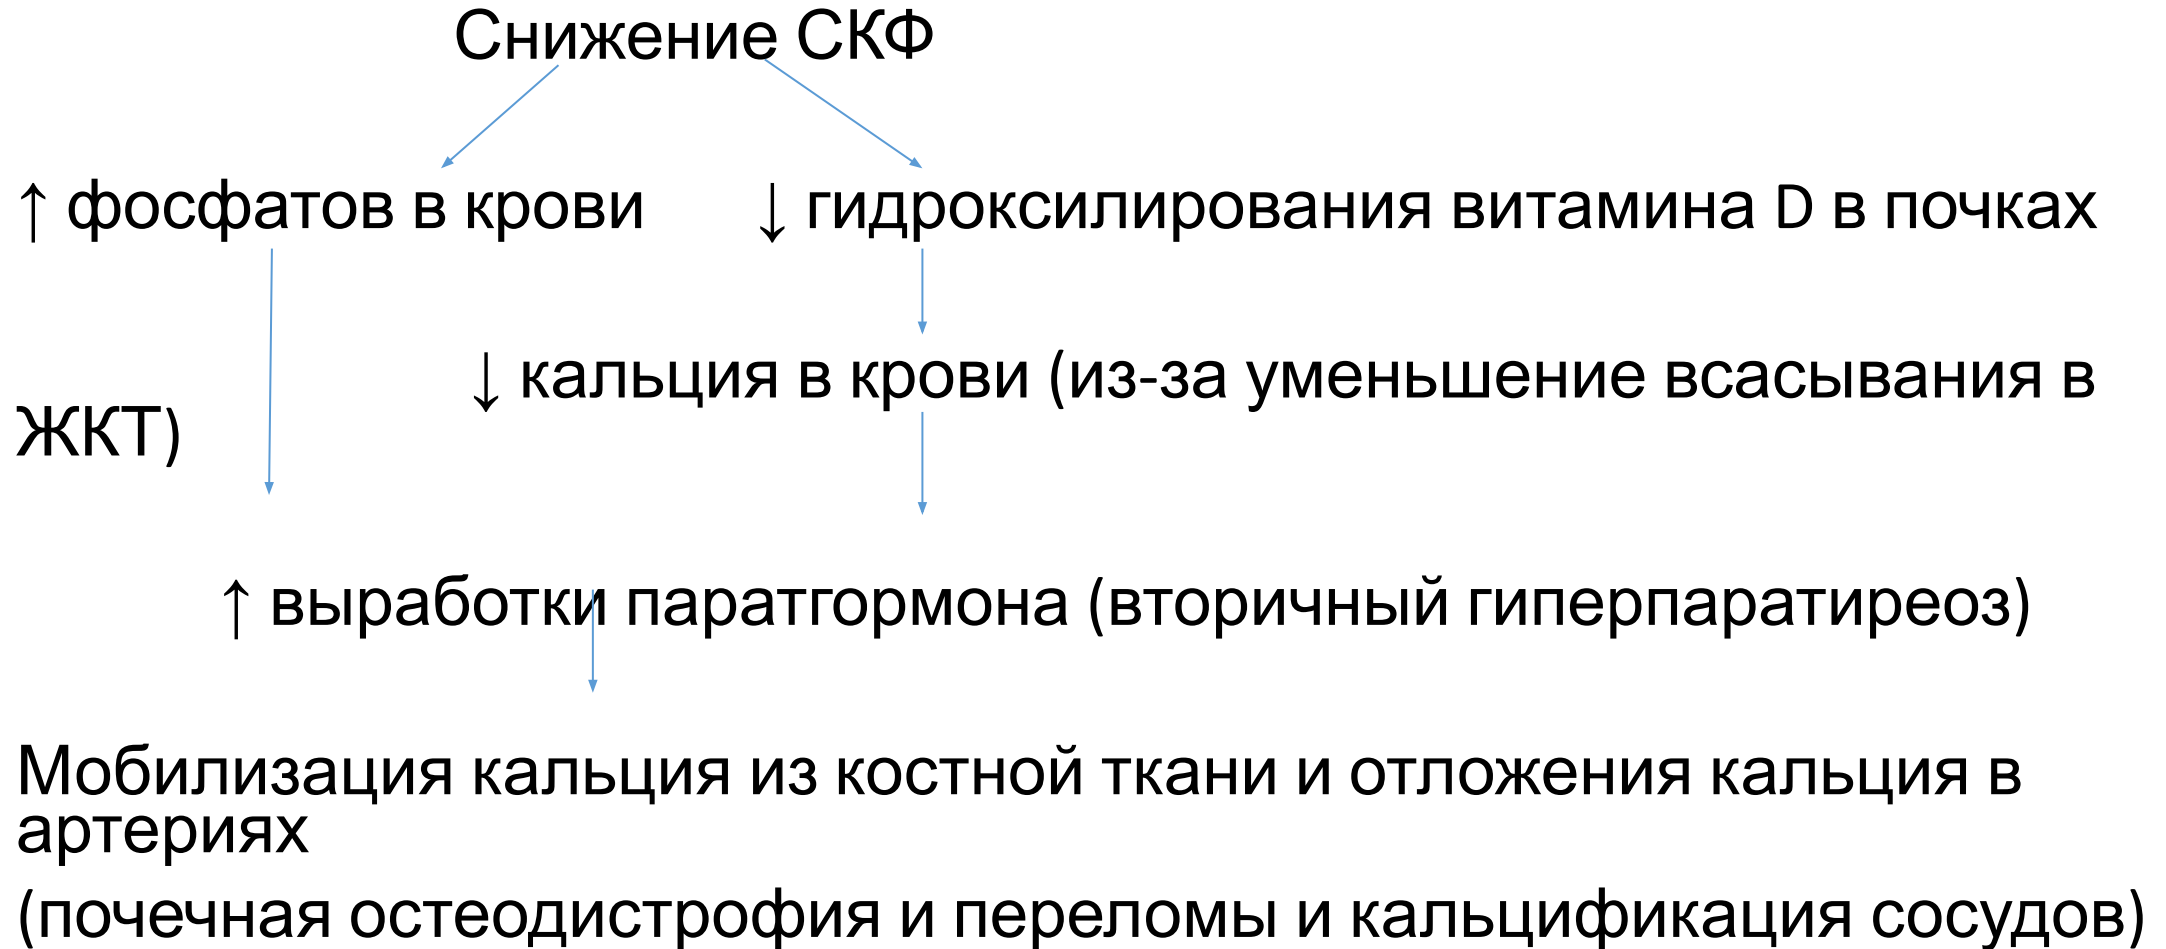 Снижение СКФ
↑ фосфатов в крови ↓ гидроксилирования витамина D в почках
↓ кальция в крови (из-за уменьшение всасывания в
ЖКТ)
↑ выработки паратгормона (вторичный гиперпаратиреоз)
Мобилизация кальция из костной ткани и отложения кальция в
артериях
(почечная остеодистрофия и переломы и кальцификация сосудов)